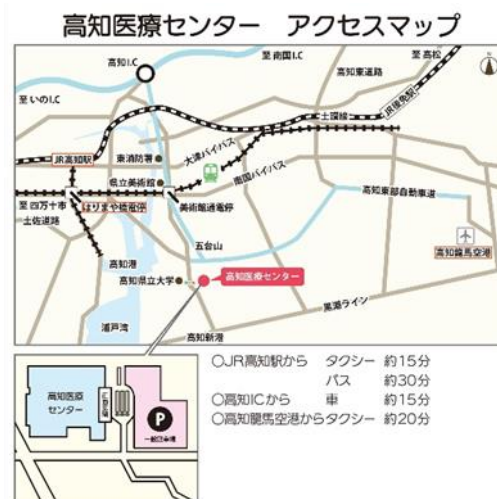 高知医療センター アクセスマップ
高知I.C
至 南国I.C
至 高松
至 いのI.C
高知東道路
土讃線
JR後免駅
東消防署
大津バイパス
JR高知駅
県立美術館
南国バイパス
至 四万十市
土佐道路
はりまや橋電停
美術館通電停
高知東部自動車道
高知龍馬空港
五台山
高知港
高知県立大学
高知医療センター
黒潮ライン
浦戸湾
高知新港
高知医療
センター
P
一般駐車場
○JR高知駅から タクシー 約15分
バス 約30分
○高知ICから 車 約15分
○高知龍馬空港からタクシー 約20分